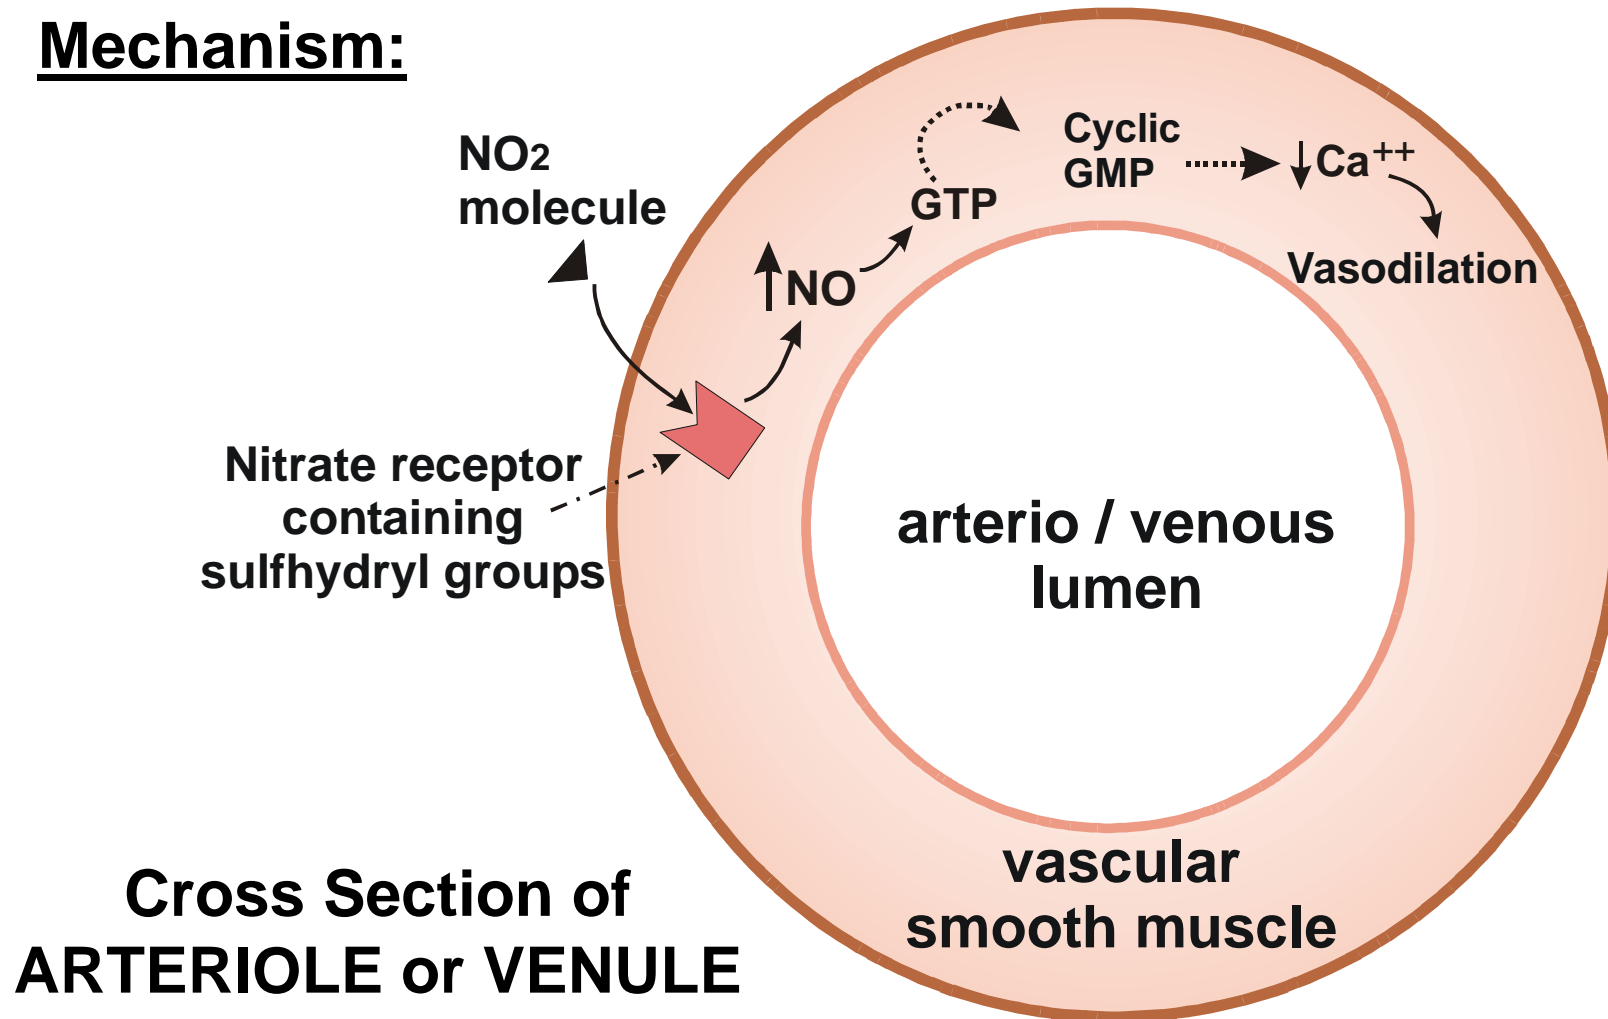 Mechanism:
NO2
molecule
Nitrate receptor
containing
sulfhydryl groups
NO
GTP
Cyclic
GMP
Ca++
Vasodilation
arterio / venous
lumen
vascular
smooth muscle
Cross Section of
ARTERIOLE or VENULE